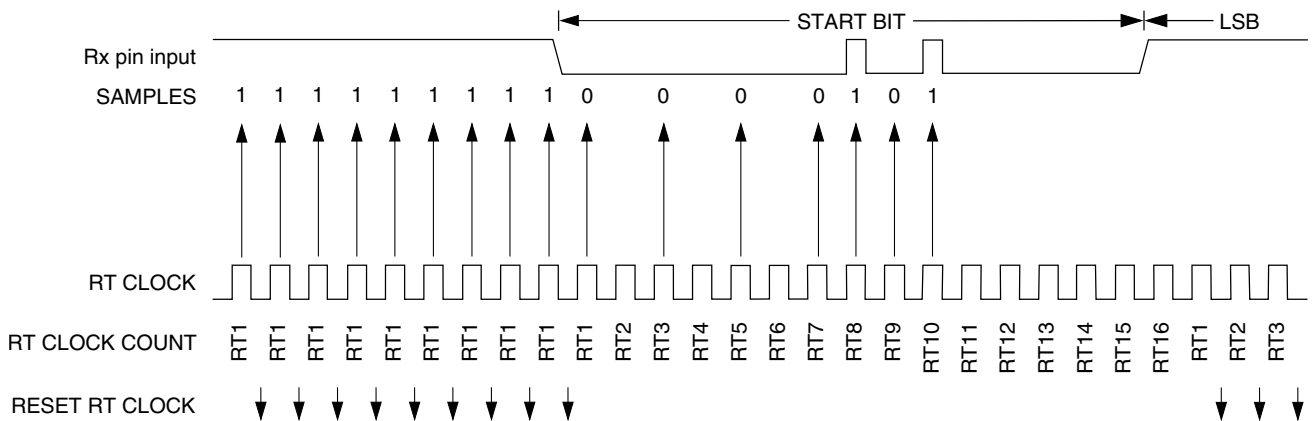 START BIT LSB
Rx pin input
SAMPLES 1 1 1 1 1 1 1 1 1 0 0 0 0 1 0 1
RT CLOCK
RT CLOCK COUNT RT1 RT1 RT1 RT1 RT1 RT1 RT1 RT1 RT1 RT1 RT2 RT3 RT4 RT5 RT6 RT7 RT8 RT9 RT10 RT11 RT12 RT13 RT14 RT15 RT16 RT1 RT2 RT3
RESET RT CLOCK